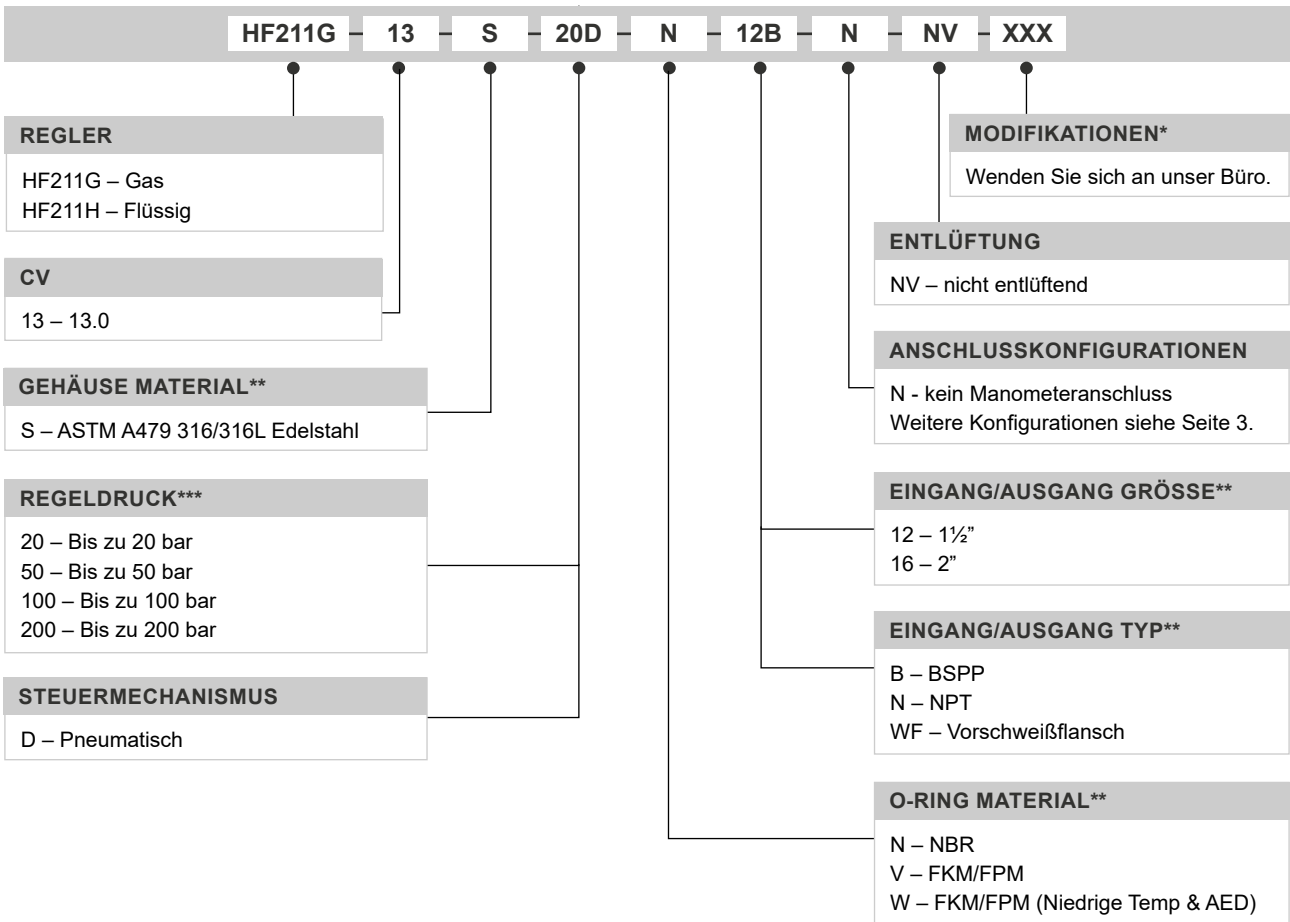 HF211G – 13 – S – 20D – N – 12B – N – NV – XXX
REGLER
HF211G – Gas
HF211H – Flüssig
CV
13 – 13.0
GEHÄUSE MATERIAL**
S – ASTM A479 316/316L Edelstahl
REGELDRUCK***
20 – Bis zu 20 bar
50 – Bis zu 50 bar
100 – Bis zu 100 bar
200 – Bis zu 200 bar
STEUERMECHANISMUS
D – Pneumatisch
MODIFIKATIONEN*
Wenden Sie sich an unser Büro.
ENTLÜFTUNG
NV – nicht entlüftend
ANSCHLUSSKONFIGURATIONEN
N - kein Manometeranschluss
Weitere Konfigurationen siehe Seite 3.
EINGANG/AUSGANG GRÖSSE**
12 – 1½”
16 – 2”
EINGANG/AUSGANG TYP**
B – BSPP
N – NPT
WF – Vorschweißflansch
O-RING MATERIAL**
N – NBR
V – FKM/FPM
W – FKM/FPM (Niedrige Temp & AED)